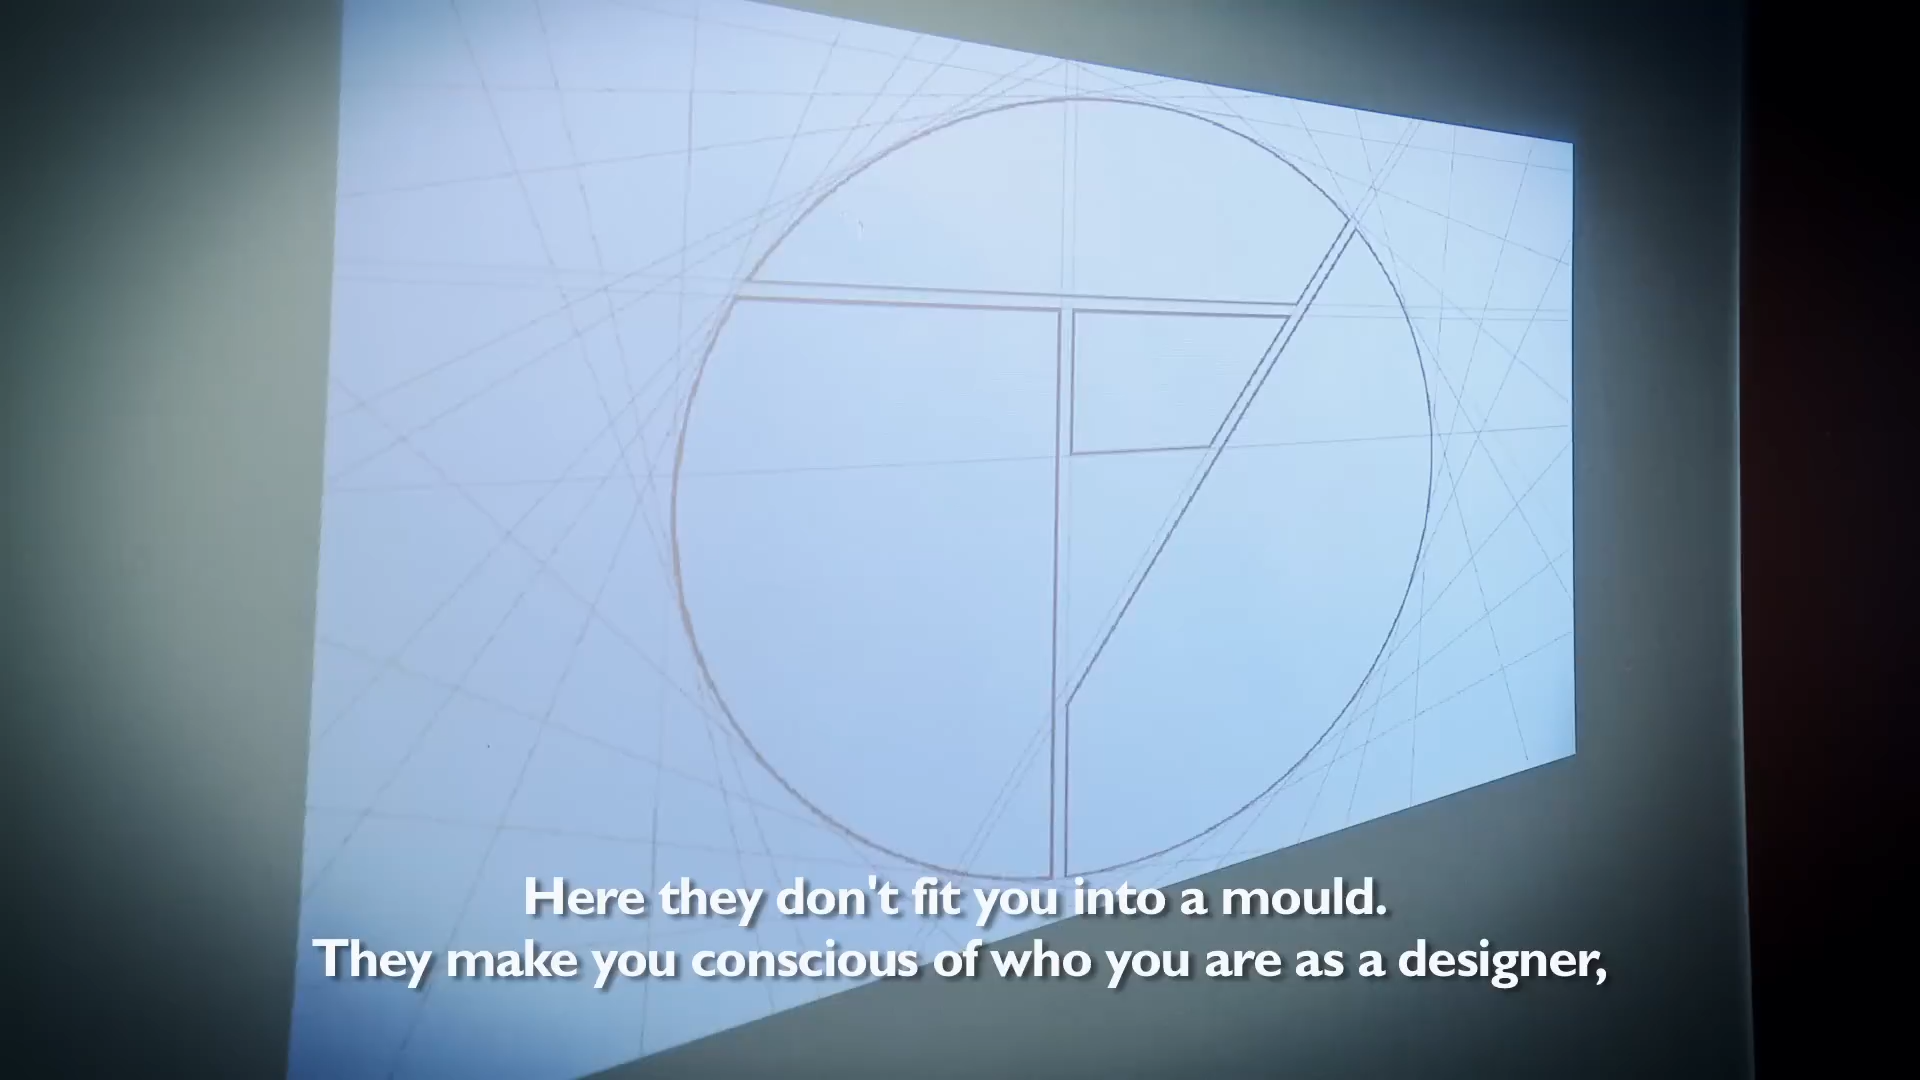 Here they don't fit you into a mould.
They make you conscious of who you are as a designer,